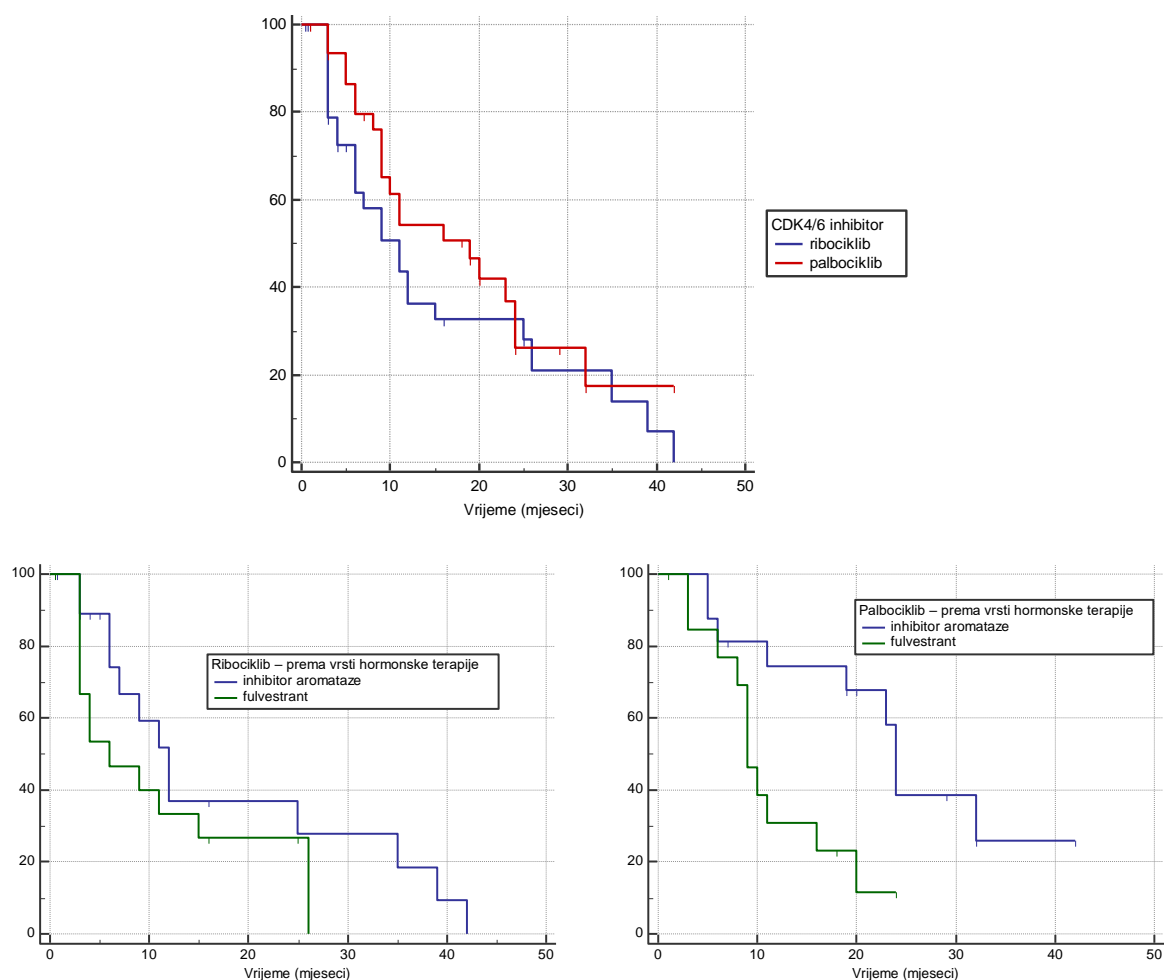 100
80
60
40
20
0
0 10 20 30 40 50
Vrijeme (mjeseci)
CDK4/6 inhibitor
ribociklib
palbociklib
100
80
60
40
20
0
0 10 20 30 40 50
Vrijeme (mjeseci)
Ribociklib – prema vrsti hormonske terapije
inhibitor aromataze
fulvestrant
100
80
60
40
20
0
0 10 20 30 40 50
Vrijeme (mjeseci)
Palbociklib – prema vrsti hormonske terapije
inhibitor aromataze
fulvestrant